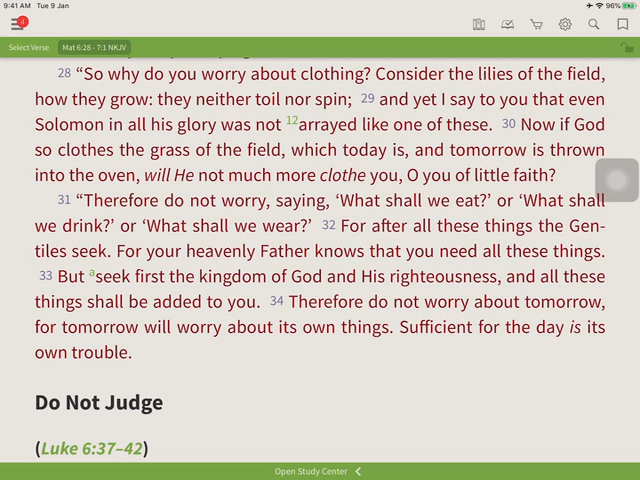 9:41 AM Tue 9 Jan 96%
4
Select Verse Mat 6:28 - 7:1 NKJV
28 “So why do you worry about clothing? Consider the lilies of the field,
how they grow: they neither toil nor spin; 29 and yet I say to you that even
Solomon in all his glory was not 12arrayed like one of these. 30 Now if God
so clothes the grass of the field, which today is, and tomorrow is thrown
into the oven, will He not much more clothe you, O you of little faith?
31 “Therefore do not worry, saying, ‘What shall we eat?’ or ‘What shall
we drink?’ or ‘What shall we wear?’ 32 For after all these things the Gen-
tiles seek. For your heavenly Father knows that you need all these things.
33 But aseek first the kingdom of God and His righteousness, and all these
things shall be added to you. 34 Therefore do not worry about tomorrow,
for tomorrow will worry about its own things. Sufficient for the day is its
own trouble.
Do Not Judge
(Luke 6:37–42)
Open Study Center